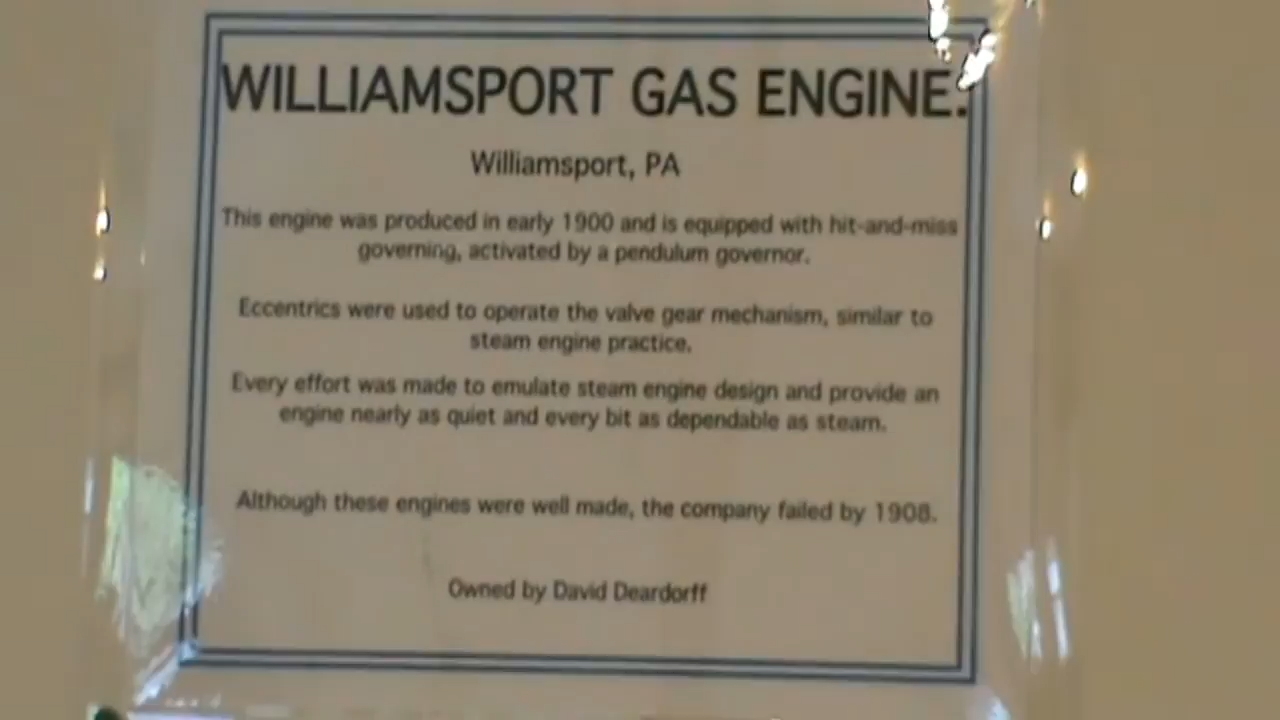 WILLIAMSPORT GAS ENGINE.
Williamsport, PA
This engine was produced in early 1900 and is equipped with hit-and-miss
governing, activated by a pendulum governor.
Eccentrics were used to operate the valve gear mechanism, similar to
steam engine practice.
Every effort was made to emulate steam engine design and provide an
engine nearly as quiet and every bit as dependable as steam.
Although these engines were well made, the company failed by 1908.
Owned by David Deardorff